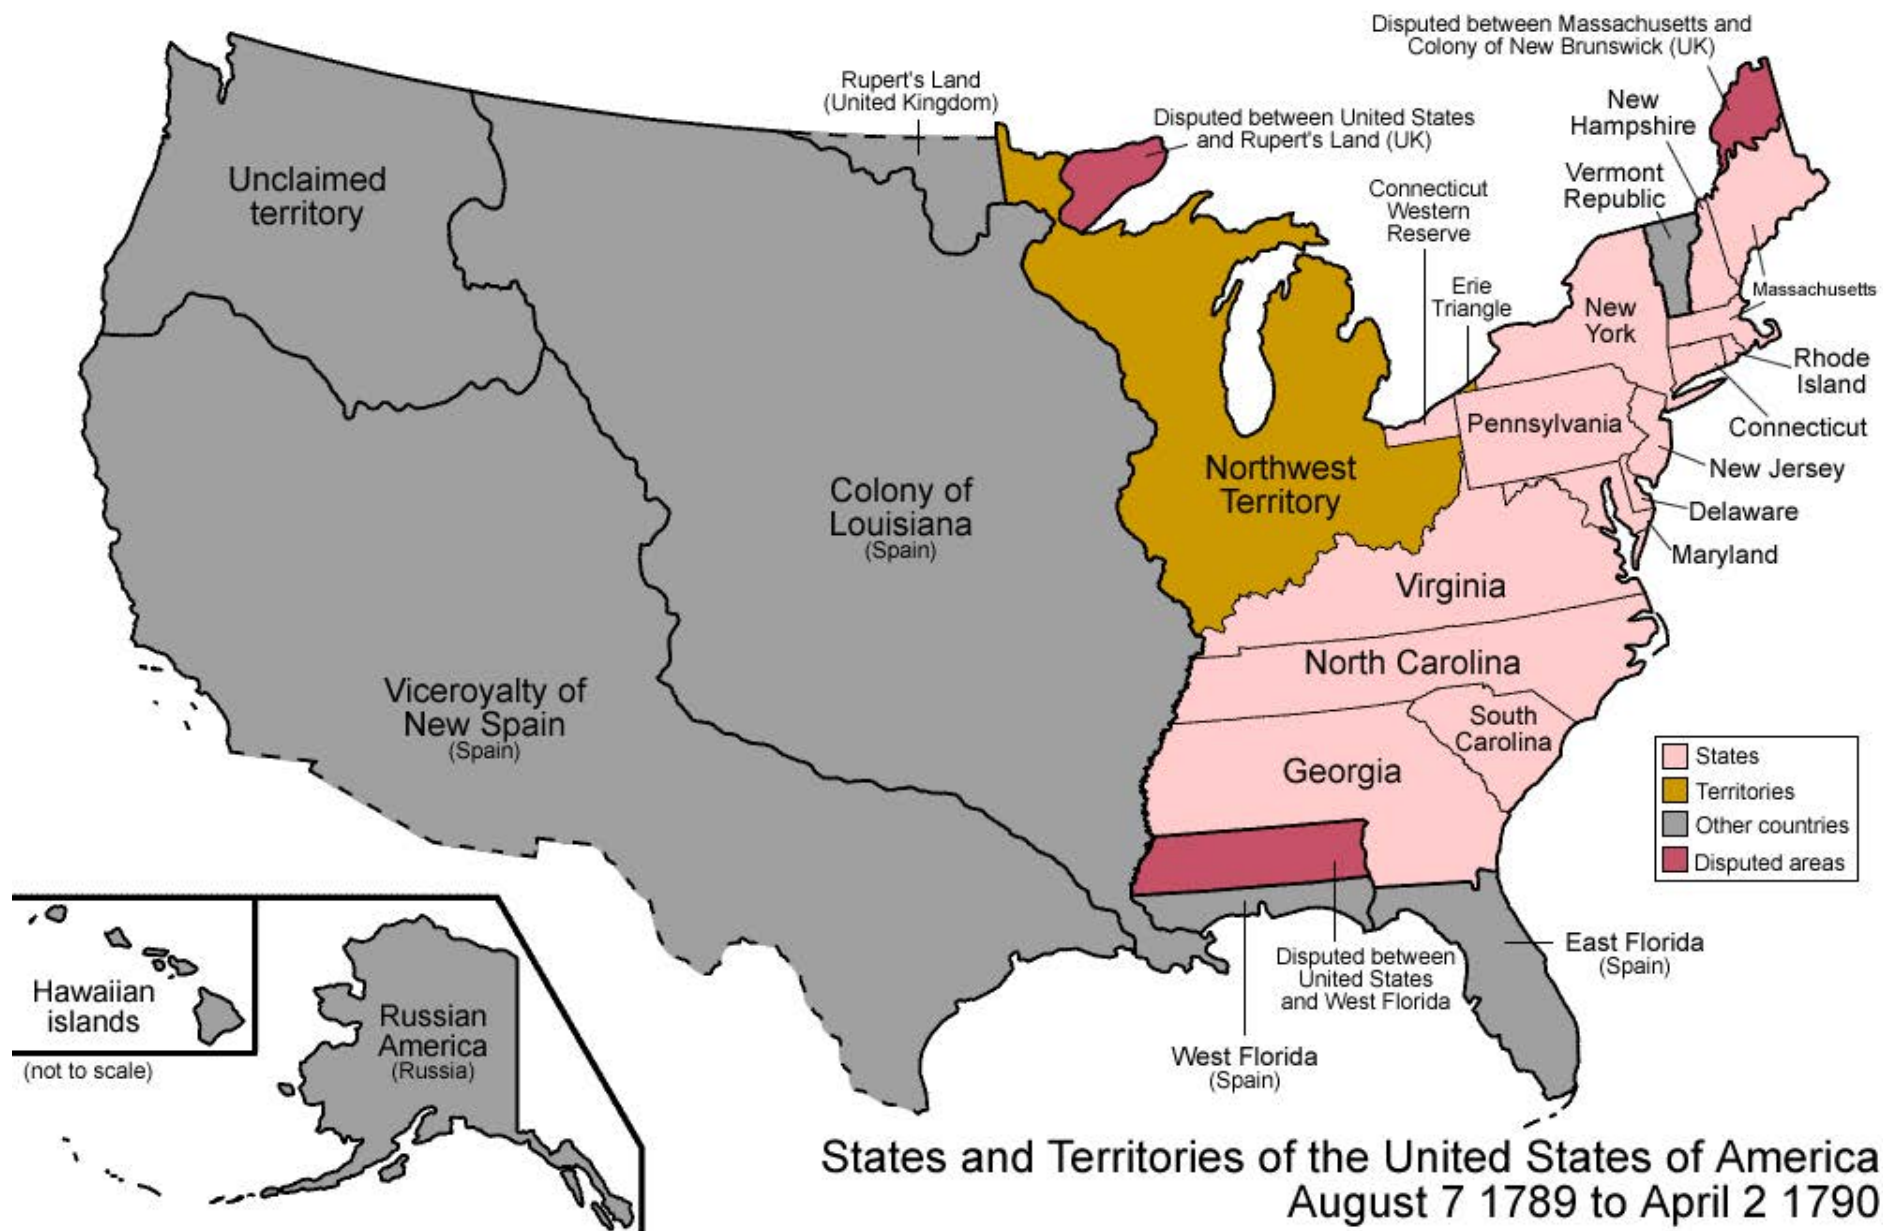 Disputed between Massachusetts and
Colony of New Brunswick (UK)
Rupert's Land
(United Kingdom)
Disputed between United States
and Rupert's Land (UK)
New
Hampshire
Vermont
Republic
Unclaimed
territory
Connecticut
Western
Reserve
Erie
Triangle
Massachusetts
New
York
Rhode
Island
Pennsylvania
Connecticut
New Jersey
Northwest
Territory
Colony of
Louisiana
(Spain)
Delaware
Maryland
Virginia
North Carolina
Viceroyalty of
New Spain
(Spain)
South
Carolina
Georgia
States
Territories
Other countries
Disputed areas
East Florida
(Spain)
Disputed between
United States
and West Florida
West Florida
(Spain)
Hawaiian
islands
(not to scale)
Russian
America
(Russia)
States and Territories of the United States of America
August 7 1789 to April 2 1790